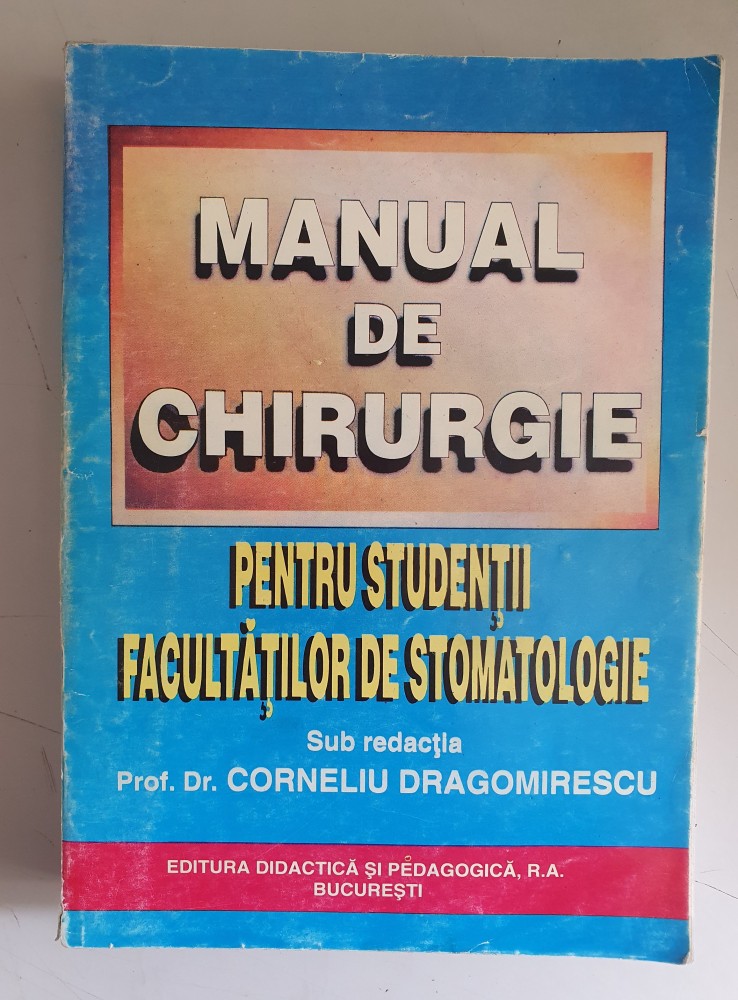 MANUAL
DE
CHIRURGIE
PENTRU STUDENȚII
FACULTĂȚILOR DE STOMATOLOGIE
Sub redacția
Prof. Dr. CORNELIU DRAGOMIRESCU
EDITURA DIDACTICĂ ȘI PEDAGOGICĂ, R.A.
BUCUREȘTI